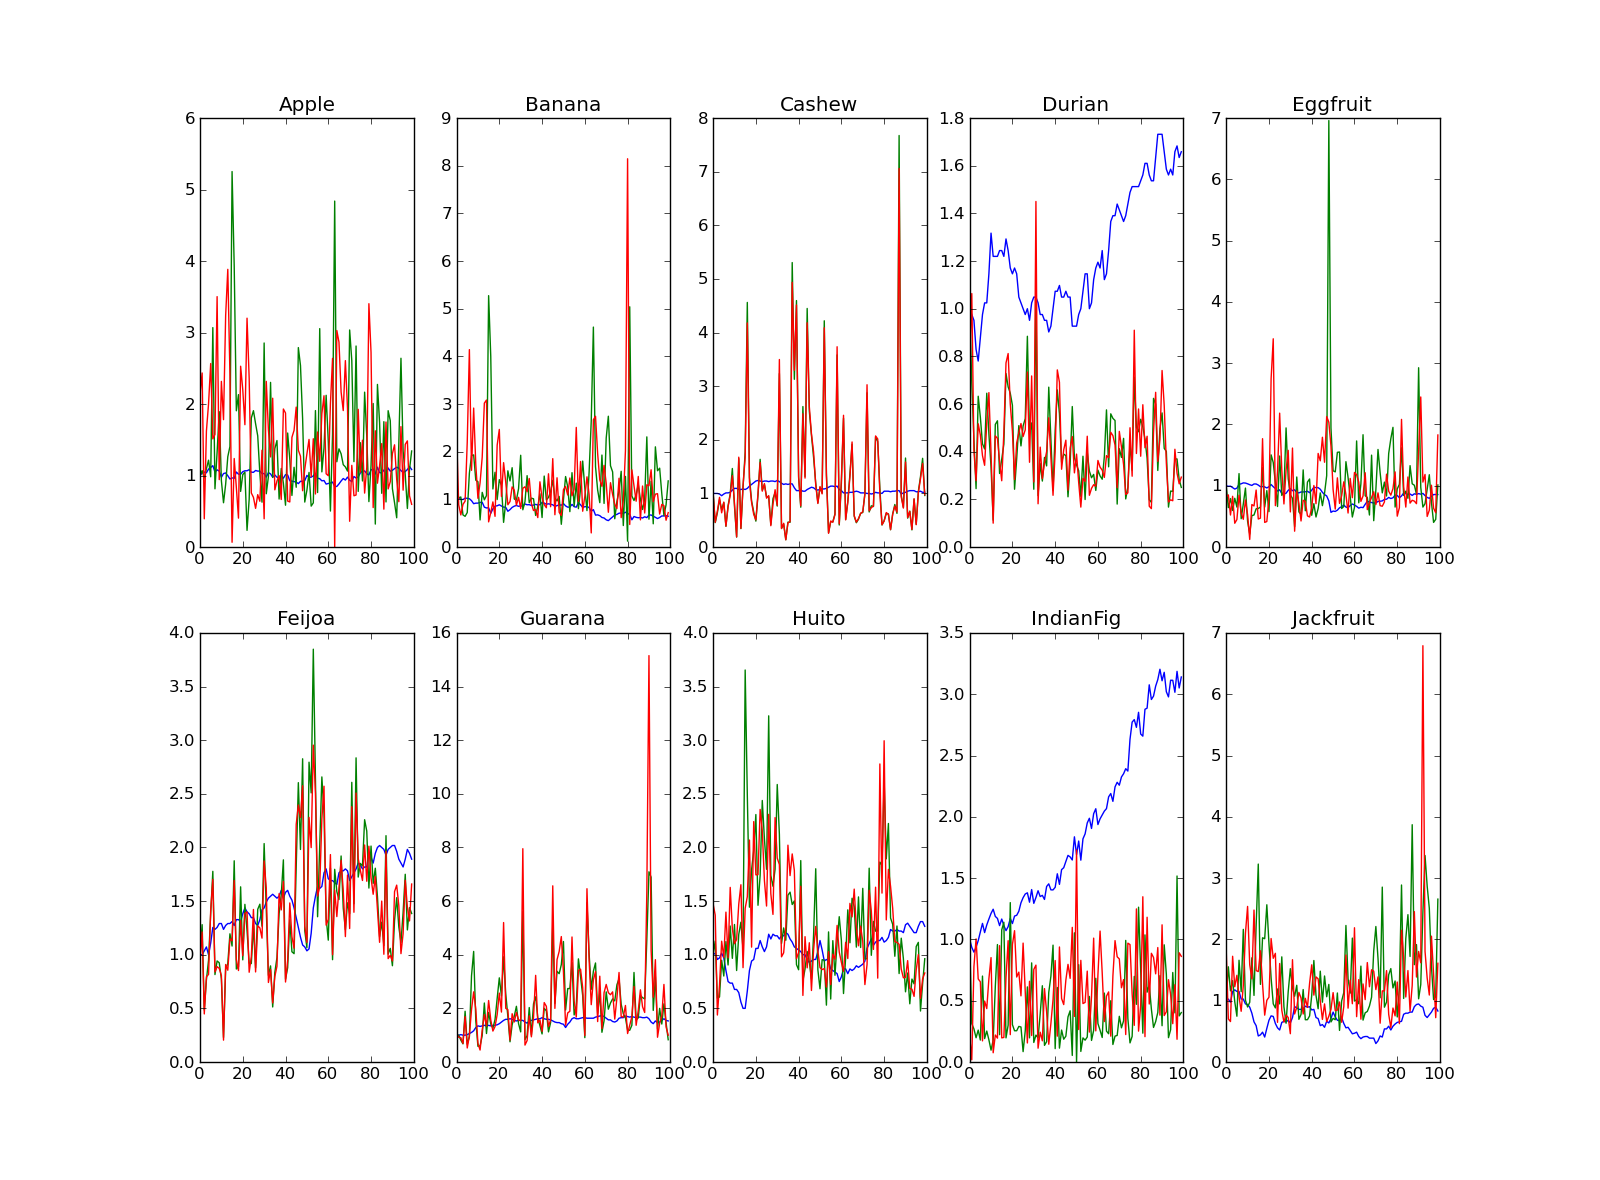 Apple Banana Cashew Durian Eggfruit
6 9 8 1.8 7
5 8 7 1.6 6
4 7 6 1.4 5
3 6 5 1.2 4
2 5 4 1.0 3
1 4 3 0.8 2
0 3 2 0.6 1
2 1 0.4 0
1 0 0.2
0 0.0
0 20 40 60 80 100 0 20 40 60 80 100 0 20 40 60 80 100 0 20 40 60 80 100 0 20 40 60 80 100
Feijoa Guarana Huito IndianFig Jackfruit
4.0 16 4.0 3.5 7
3.5 14 3.5 3.0 6
3.0 12 3.0 2.5 5
2.5 10 2.5 2.0 4
2.0 8 2.0 1.5 3
1.5 6 1.5 1.0 2
1.0 4 1.0 0.5 1
0.5 2 0.5 0.0 0
0.0 0 0.0
0 20 40 60 80 100 0 20 40 60 80 100 0 20 40 60 80 100 0 20 40 60 80 100 0 20 40 60 80 100